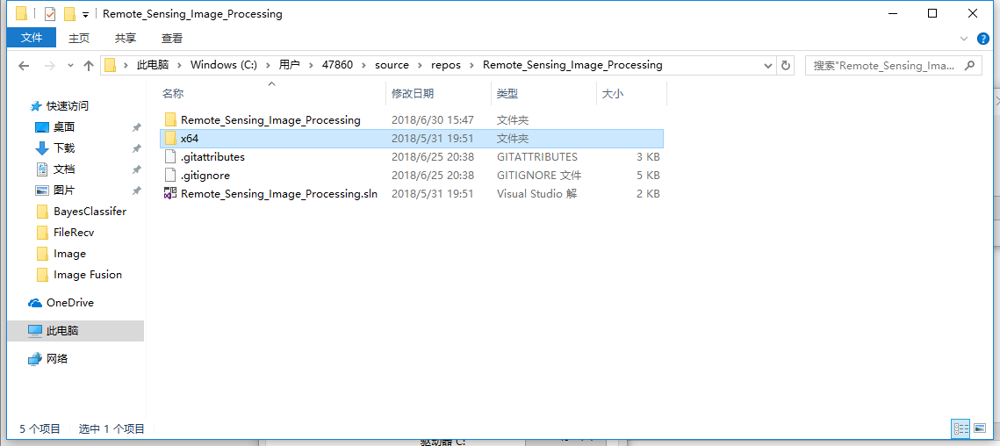 Remote_Sensing_Image_Processing
文件 主页 共享 查看
此电脑 Windows (C:) 用户 47860 source repos Remote_Sensing_Image_Processing 搜索"Remote_Sensing_Ima...
名称 修改日期 类型 大小
快速访问
桌面
下载
文档
图片
BayesClassifer
FileRecv
Image
Image Fusion
OneDrive
此电脑
网络
Remote_Sensing_Image_Processing 2018/6/30 15:47 文件夹
x64 2018/5/31 19:51 文件夹
.gitattributes 2018/6/25 20:38 GITATTRIBUTES 3 KB
.gitignore 2018/6/25 20:38 GITIGNORE 文件 5 KB
Remote_Sensing_Image_Processing.sln 2018/5/31 19:51 Visual Studio 解 2 KB
5 个项目 选中 1 个项目
驱动器 C: